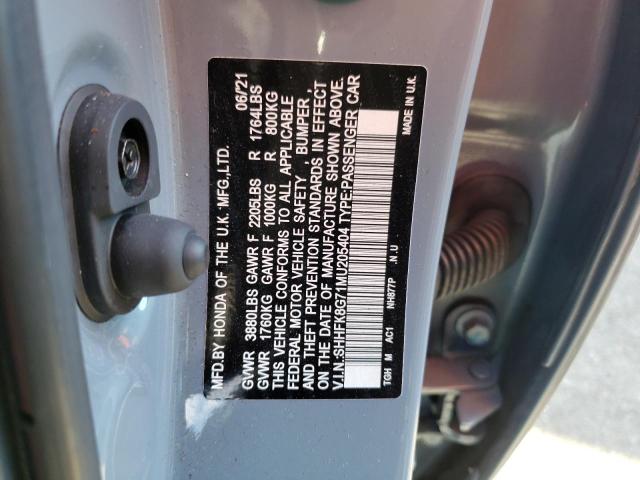 MFD.BY HONDA OF THE U.K. MFG.,LTD. 06/21
GVWR 3880LBS GAWR F 2205LBS R 1764LBS
GVWR 1760KG GAWR F 1000KG R 800KG
THIS VEHICLE CONFORMS TO ALL APPLICABLE
FEDERAL MOTOR VEHICLE SAFETY , BUMPER ,
AND THEFT PREVENTION STANDARDS IN EFFECT
ON THE DATE OF MANUFACTURE SHOWN ABOVE.
V.I.N.:SHHFK8G71MU205404 TYPE:PASSENGER CAR
TGH M AC1 NH877P .N U MADE IN U.K.